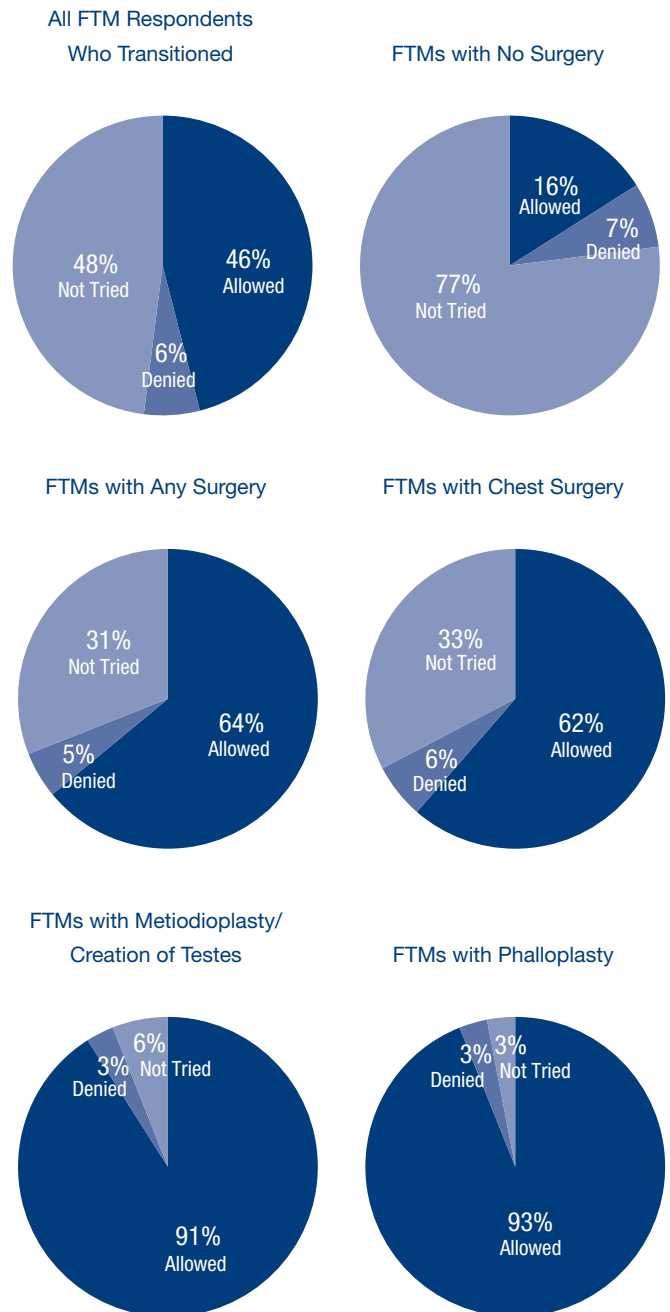 All FTM Respondents
Who Transitioned
48%
Not Tried
46%
Allowed
6%
Denied
FTMs with No Surgery
16%
Allowed
7%
Denied
77%
Not Tried
FTMs with Any Surgery
31%
Not Tried
64%
Allowed
5%
Denied
FTMs with Chest Surgery
33%
Not Tried
62%
Allowed
6%
Denied
FTMs with Metiodioplasty/
Creation of Testes
6%
Not Tried
3%
Denied
91%
Allowed
FTMs with Phalloplasty
3%
Denied
3%
Not Tried
93%
Allowed